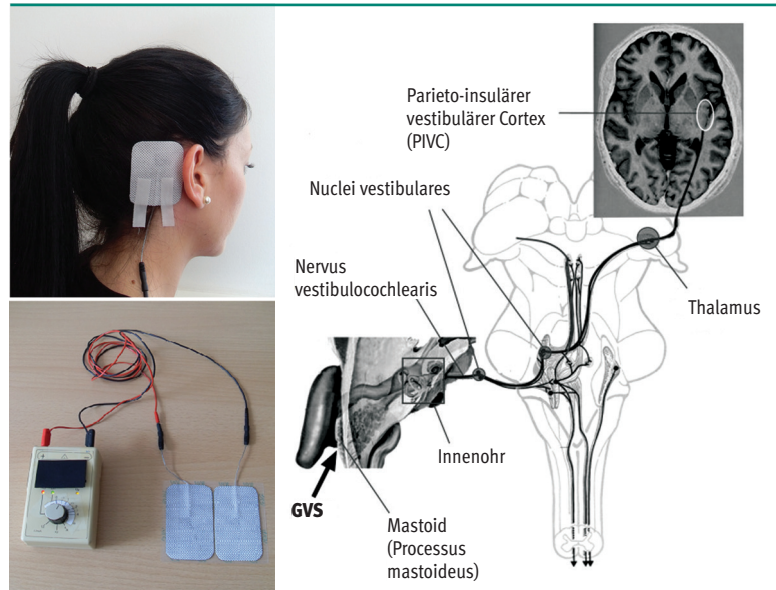 Parieto-insulärer
vestibulärer Cortex
(PIVC)
Nuclei vestibulares
Nervus
vestibulocochlearis
Thalamus
Innenohr
GVS
Mastoid
(Processus
mastoideus)